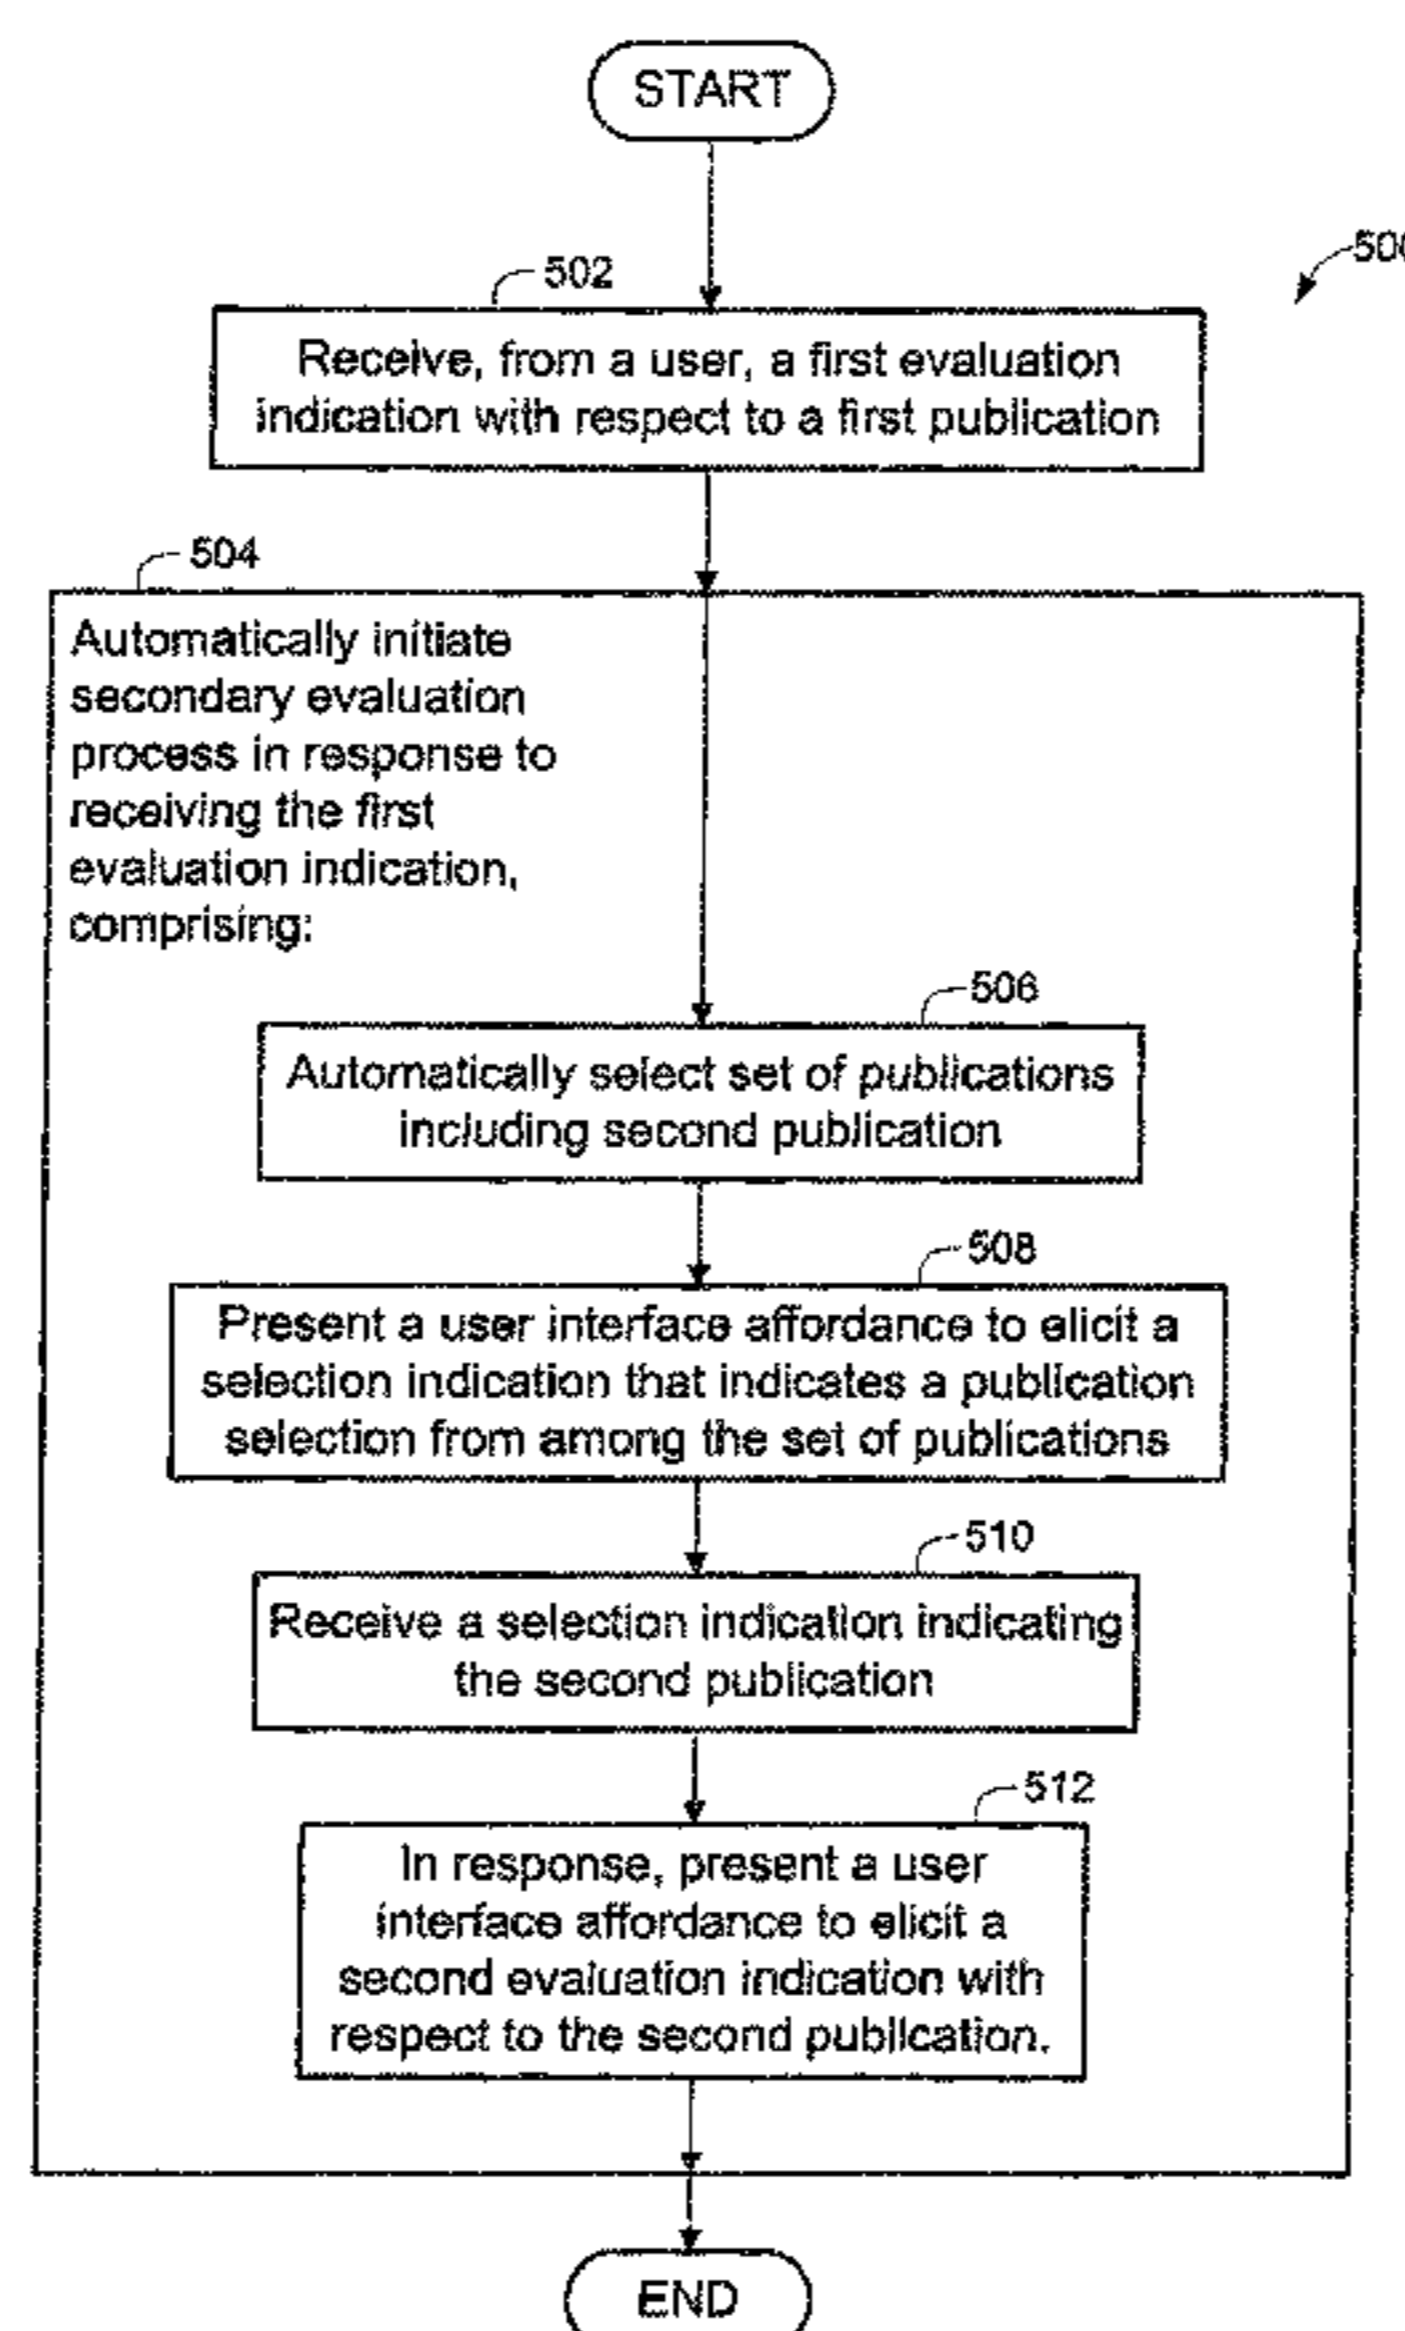 START
502
Receive, from a user, a first evaluation
indication with respect to a first publication
504
Automatically initiate
secondary evaluation
process in response to
receiving the first
evaluation indication,
comprising:
506
Automatically select set of publications
including second publication
508
Present a user interface affordance to elicit a
selection indication that indicates a publication
selection from among the set of publications
510
Receive a selection indication indicating
the second publication
512
In response, present a user
interface affordance to elicit a
second evaluation indication with
respect to the second publication.
END